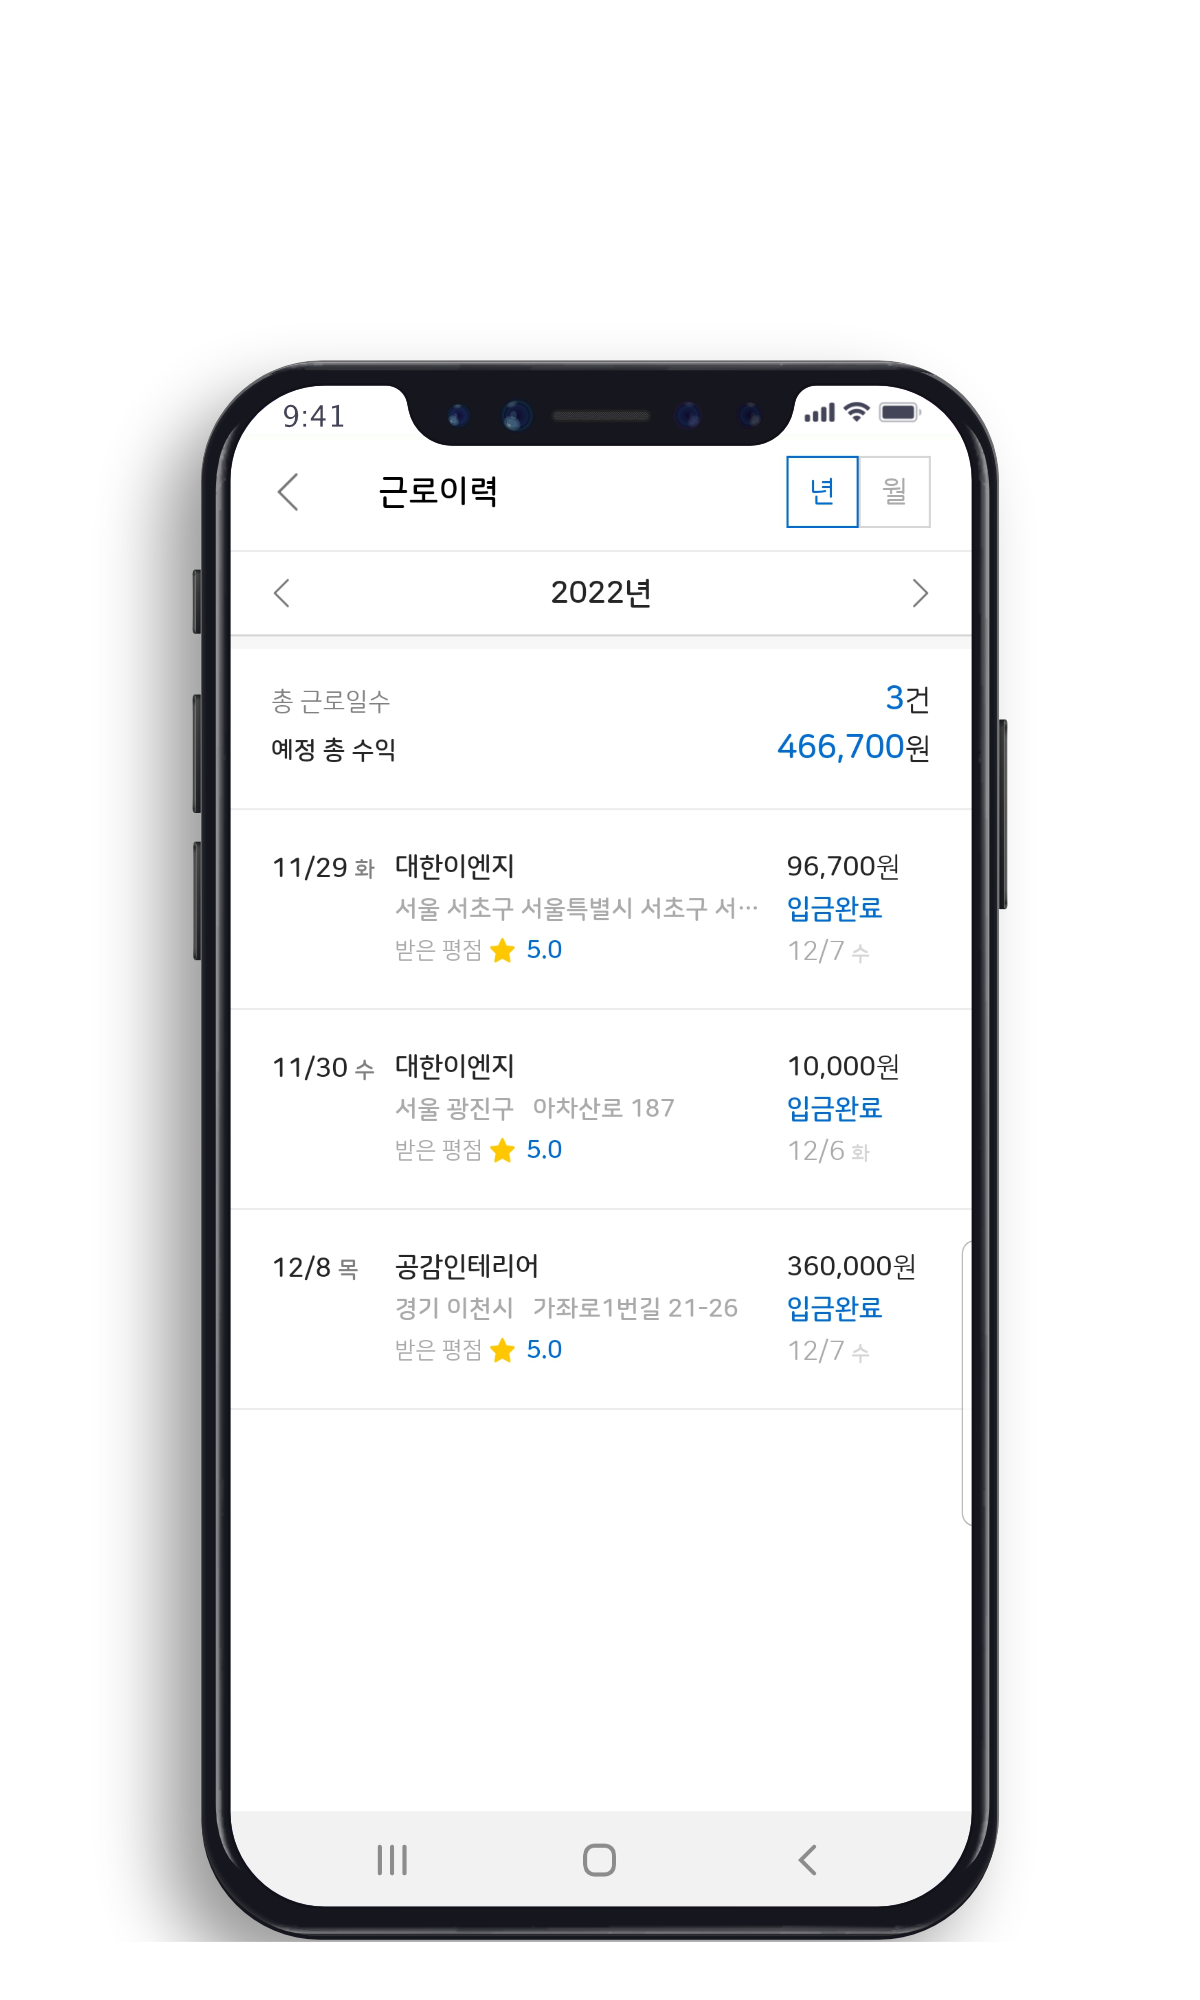 9:41
근로이력
년 월
2022년
총 근로일수 3건
예정 총 수익 466,700원
11/29 화 대한이엔지 96,700원
서울 서초구 서울특별시 서초구 서··· 입금완료
받은 평점 5.0 12/7 수
11/30 수 대한이엔지 10,000원
서울 광진구 아차산로 187 입금완료
받은 평점 5.0 12/6 화
12/8 목 공감인테리어 360,000원
경기 이천시 가좌로1번길 21-26 입금완료
받은 평점 5.0 12/7 수